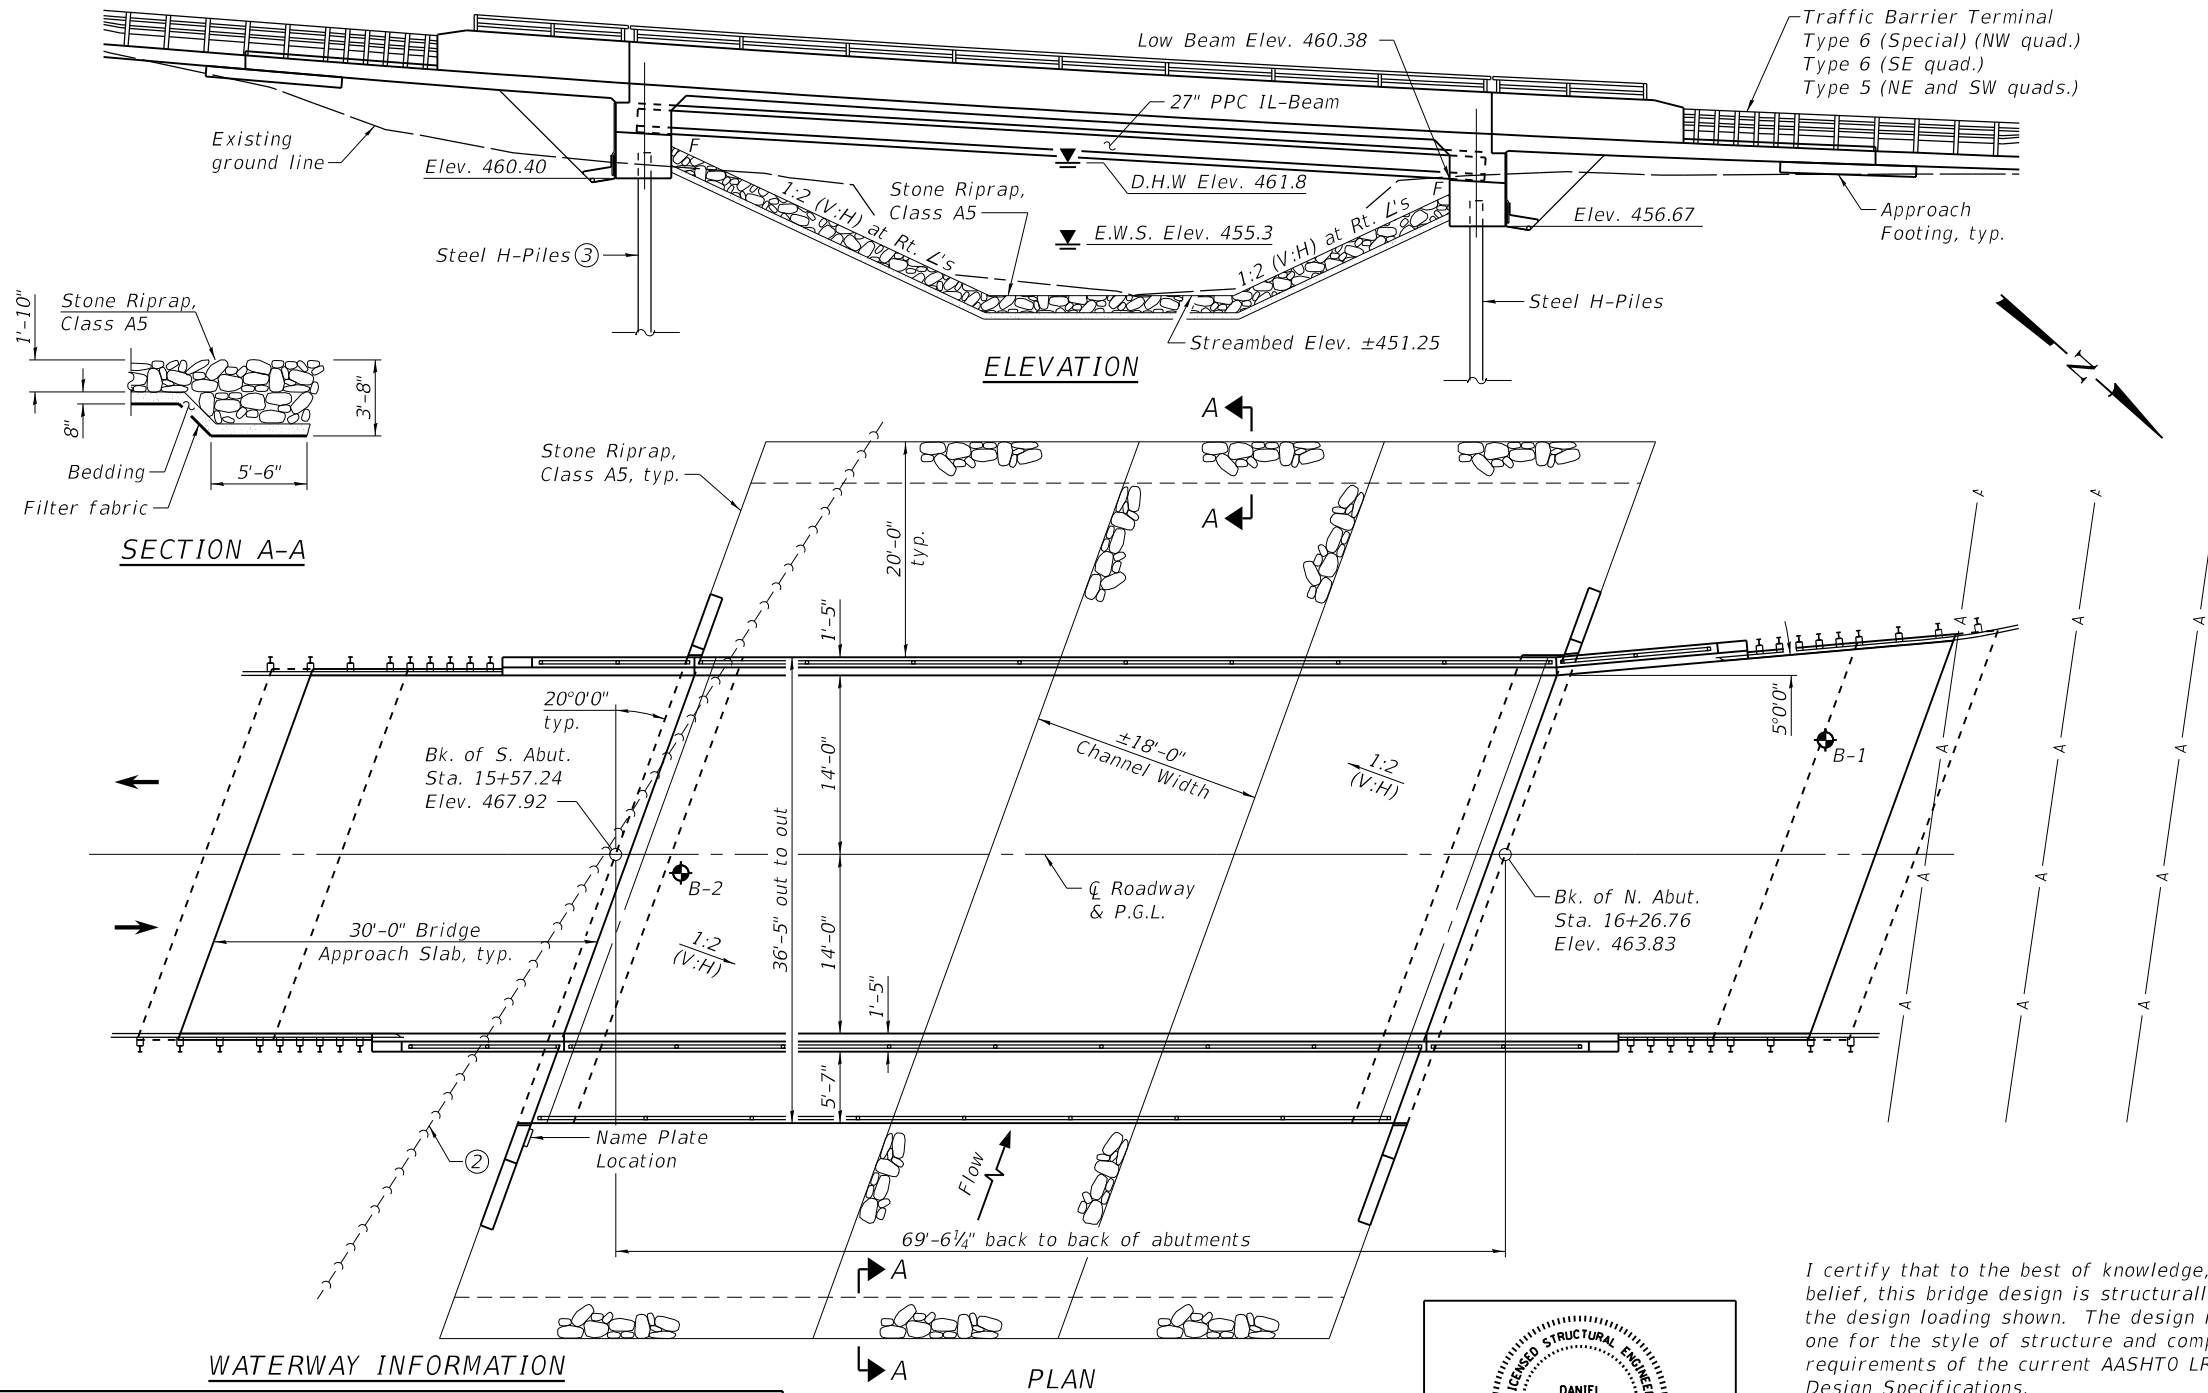 Traffic Barrier Terminal
Type 6 (Special) (NW quad.)
Type 6 (SE quad.)
Type 5 (NE and SW quads.)
Low Beam Elev. 460.38
27" PPC IL-Beam
Existing
ground line
Elev. 460.40
F
1:2 (V:H) at Rt. ∠'s
Stone Riprap,
Class A5
D.H.W Elev. 461.8
E.W.S. Elev. 455.3
1:2 (V:H) at Rt. ∠'s
F
Elev. 456.67
Approach
Footing, typ.
Steel H-Piles ③
Steel H-Piles
Streambed Elev. ±451.25
ELEVATION
Stone Riprap,
Class A5
1'-10"
8"
3'-8"
5'-6"
Bedding
Filter fabric
SECTION A-A
N
A
A
Stone Riprap,
Class A5, typ.
20'-0"
typ.
1'-5"
20°0'0"
typ.
Bk. of S. Abut.
Sta. 15+57.24
Elev. 467.92
14'-0"
±18'-0"
Channel Width
1:2
(V:H)
5°0'0"
B-1
A
A
A
A
A
A
A
A
A
A
A
A
A
A
B-2
36'-5" out to out
℄ Roadway
& P.G.L.
Bk. of N. Abut.
Sta. 16+26.76
Elev. 463.83
30'-0" Bridge
Approach Slab, typ.
1:2
(V:H)
14'-0"
1'-5"
5'-7"
Name Plate
Location
②
Flow
69'-6¼" back to back of abutments
A
A
WATERWAY INFORMATION
PLAN
I certify that to the best of knowledge,
belief, this bridge design is
the design loading shown. The design
one for the style of structure and
requirements of the current AASHTO
Design Specifications.
STRUCTURAL
DANIEL